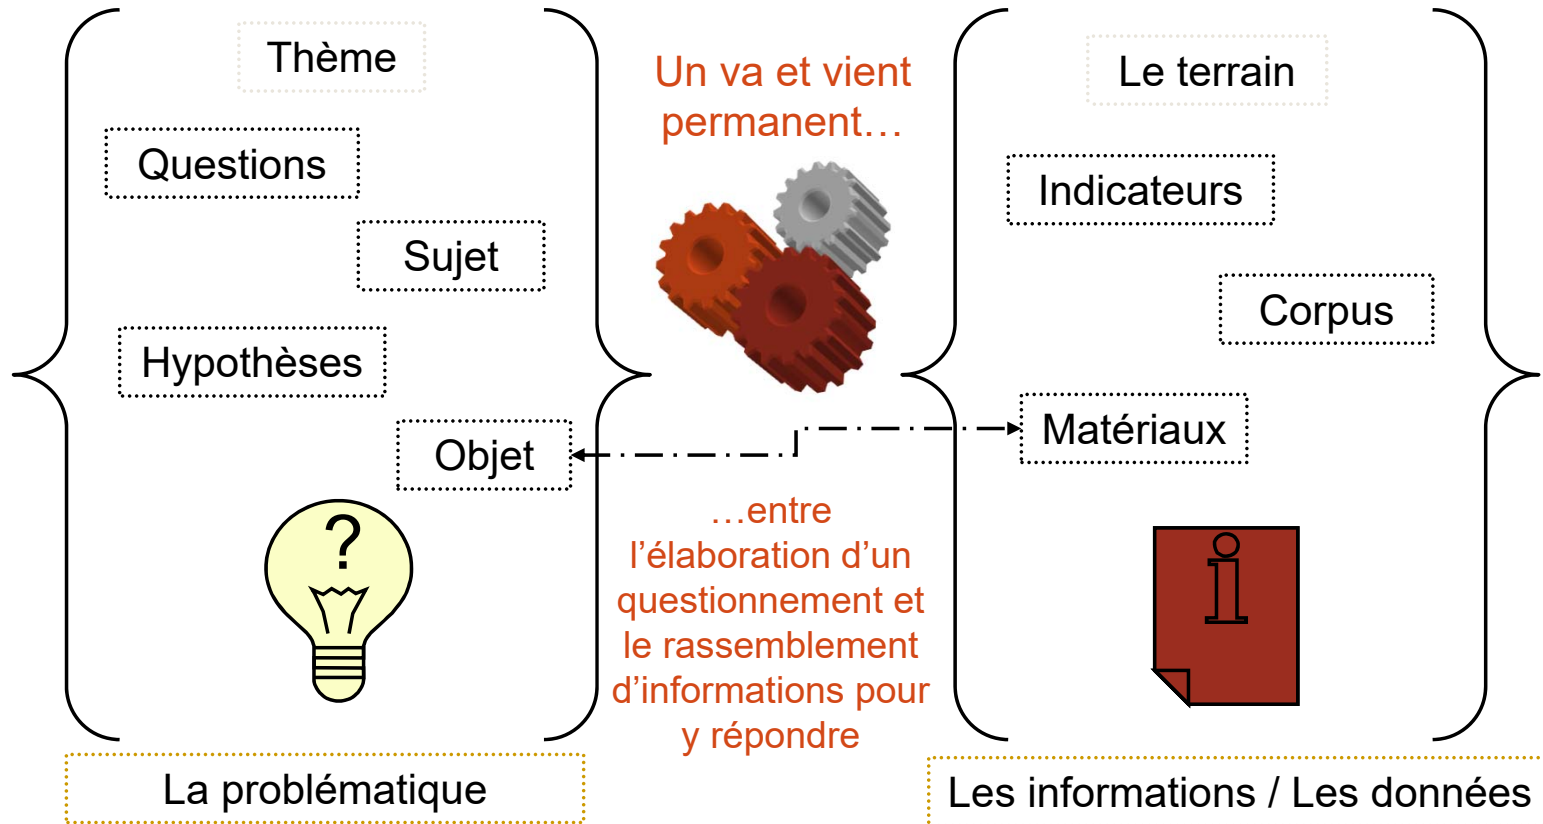 Thème
Questions
Sujet
Hypothèses
Objet
?
La problématique
Un va et vient
permanent…
…entre
l’élaboration d’un
questionnement et
le rassemblement
d’informations pour
y répondre
Le terrain
Indicateurs
Corpus
Matériaux
i
Les informations / Les données